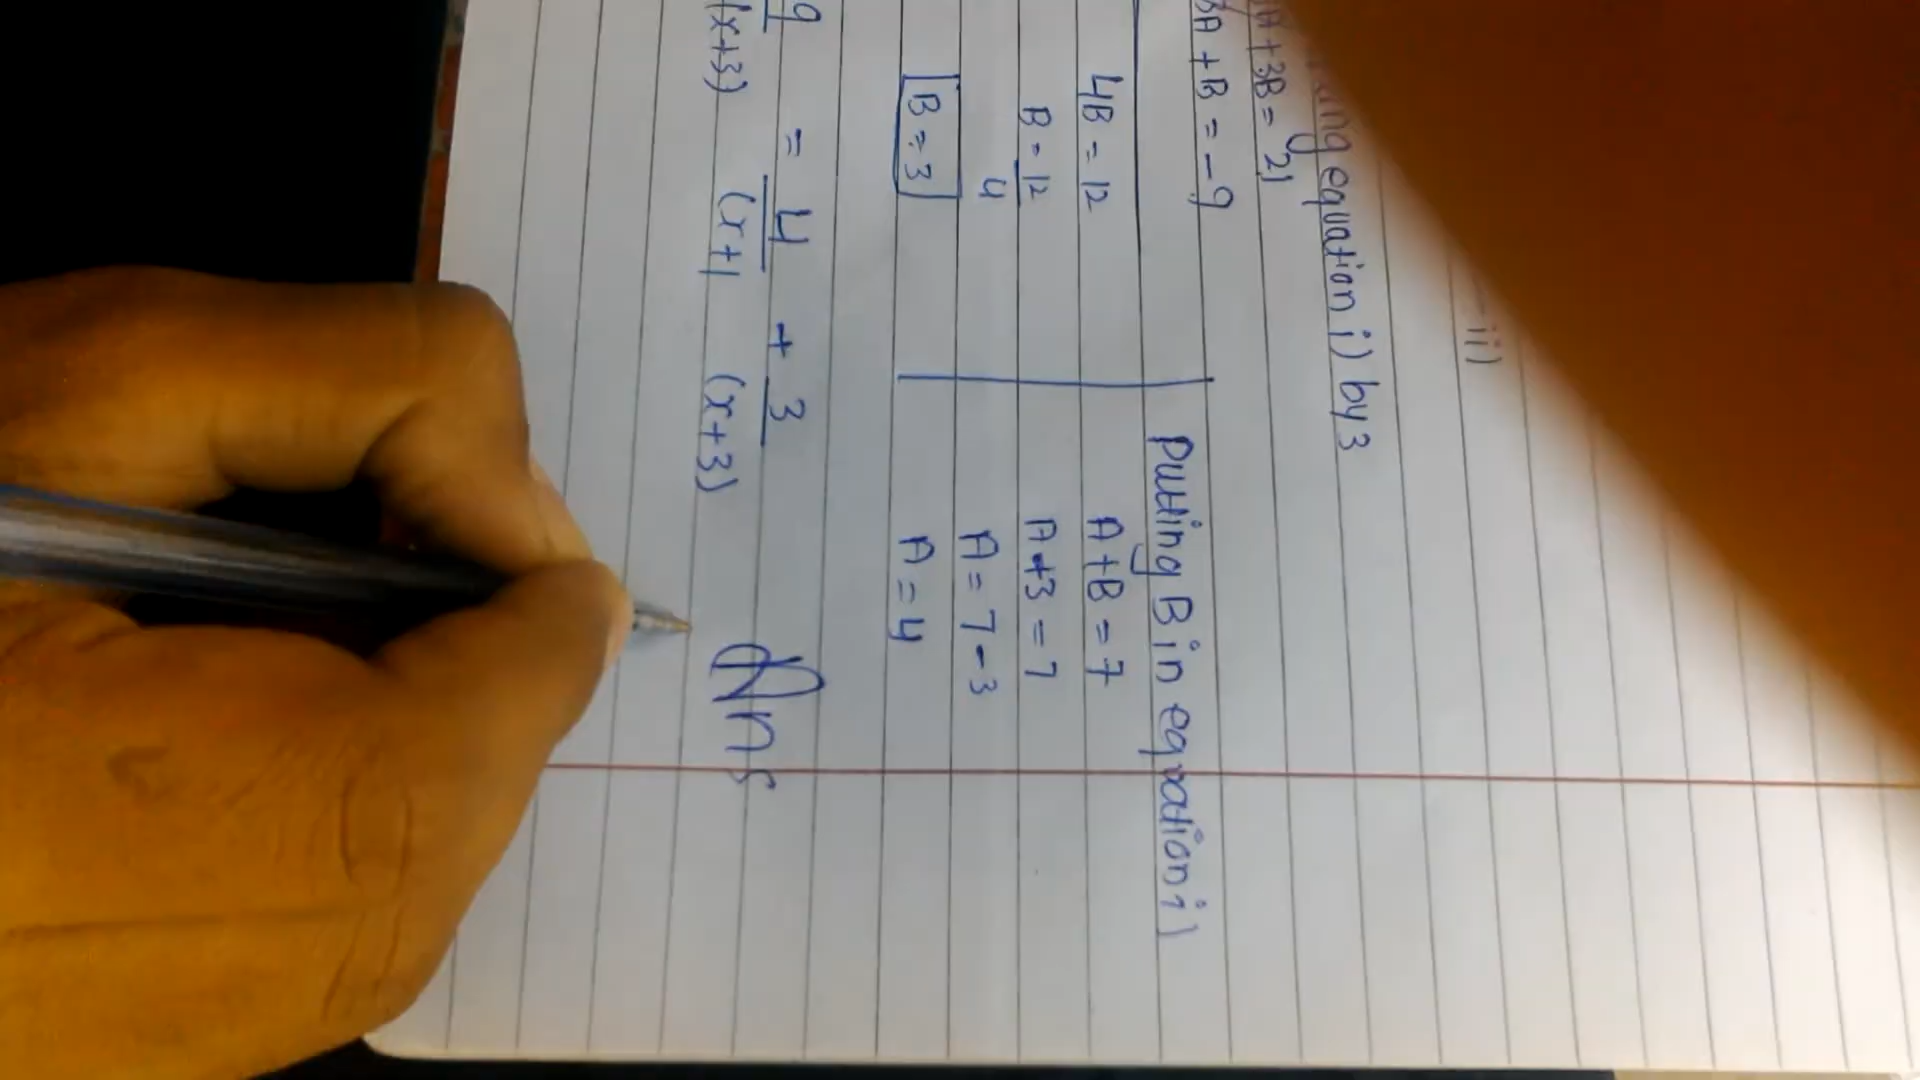 -ii)
ing equation i) by 3
A+3B= 21
3A+B=-9
4B=12
B=12
4
B=3
Putting B in equation i)
A+B=7
A+3=7
A=7-3
A=4
9 = 4 + 3
(x+3) (x+1 (x+3)
Ans